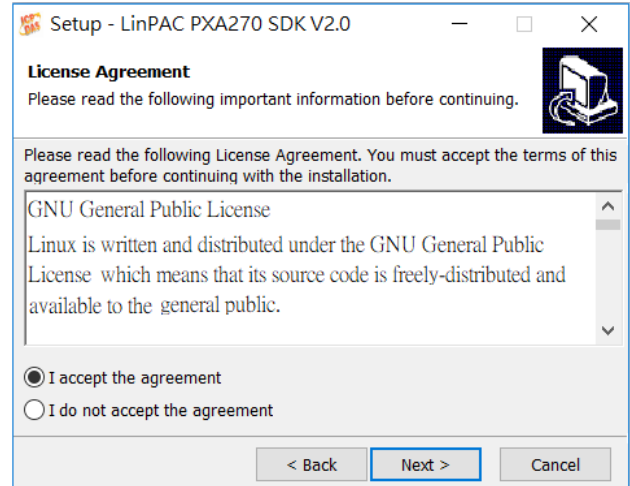 ICP DAS
Setup - LinPAC PXA270 SDK V2.0
License Agreement
Please read the following important information before continuing.
Please read the following License Agreement. You must accept the terms of this
agreement before continuing with the installation.
GNU General Public License
Linux is written and distributed under the GNU General Public
License which means that its source code is freely-distributed and
available to the general public.
I accept the agreement
I do not accept the agreement
< Back
Next >
Cancel